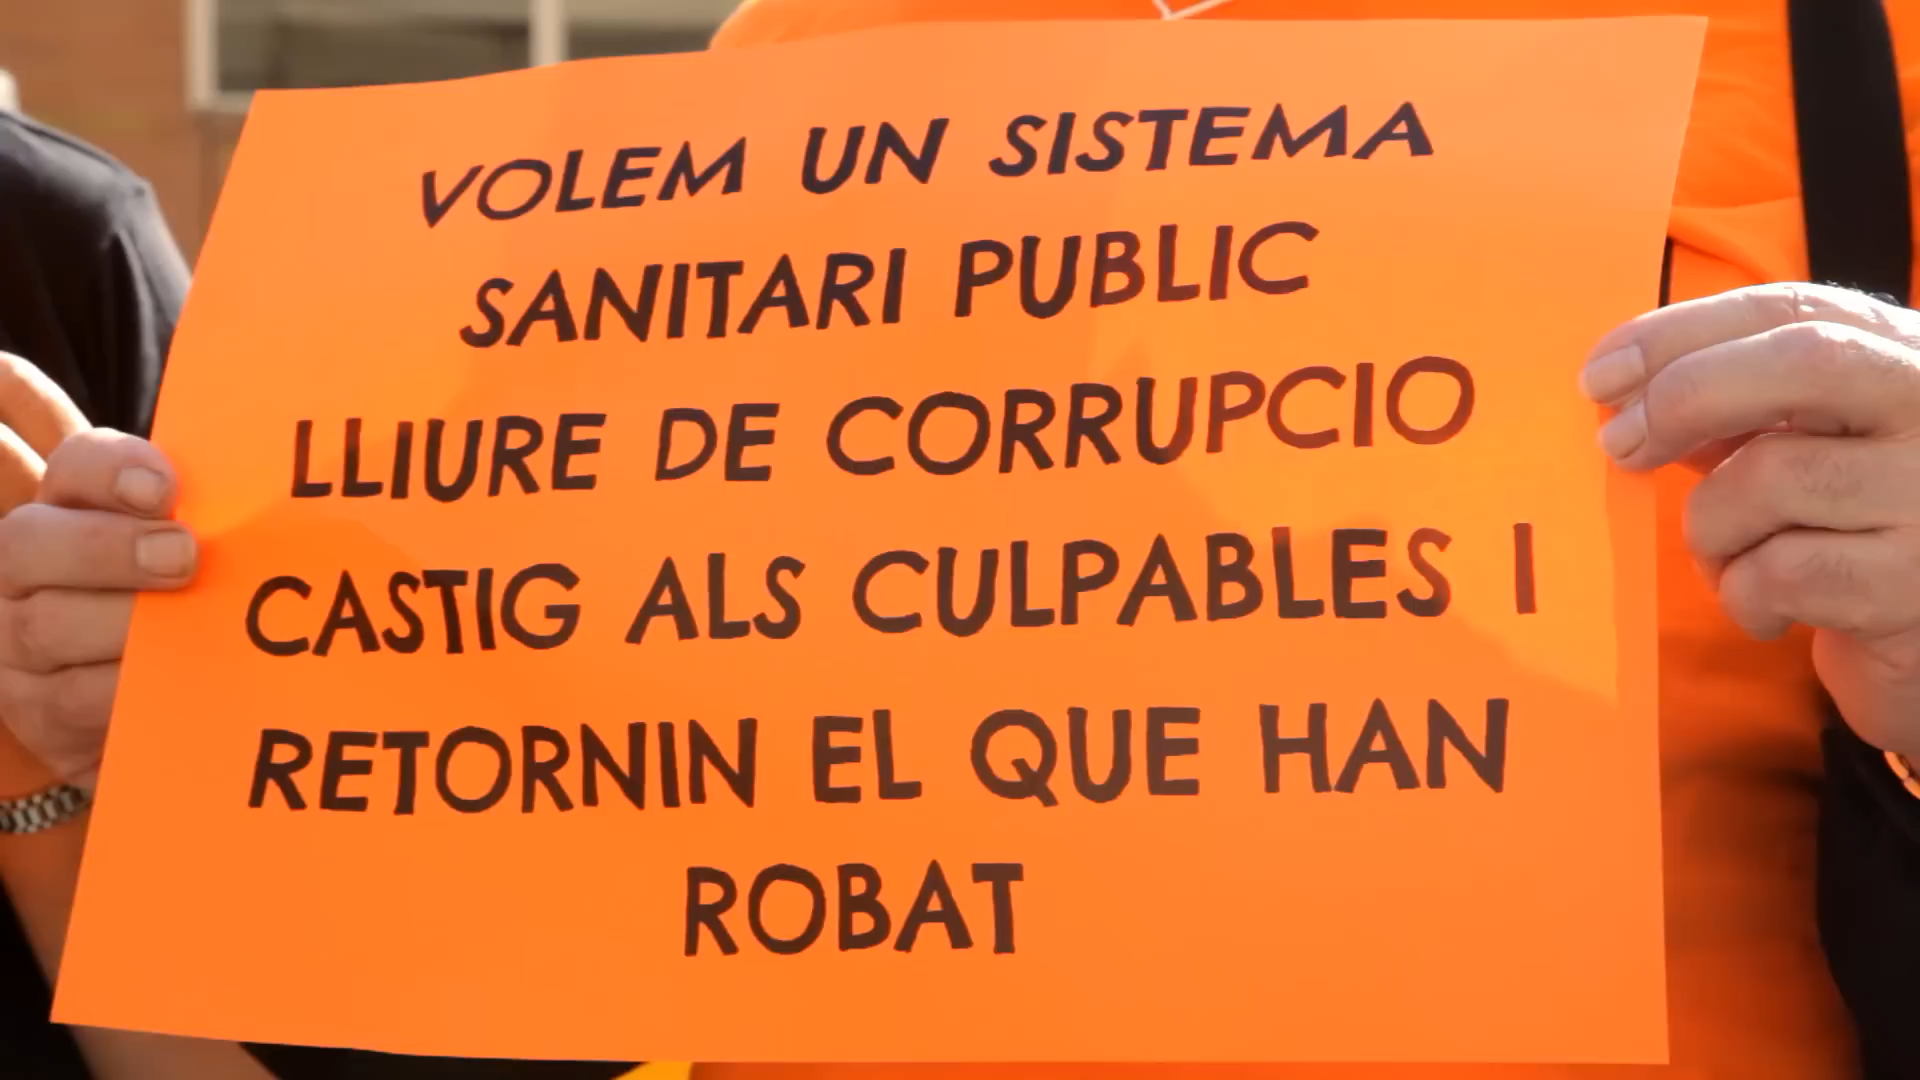 VOLEM UN SISTEMA
SANITARI PUBLIC
LLIURE DE CORRUPCIO
CASTIG ALS CULPABLES I
RETORNIN EL QUE HAN
ROBAT